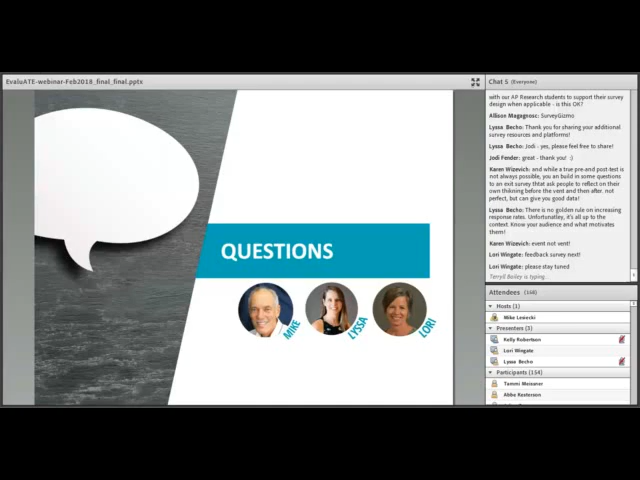 EvaluATE-webinar-Feb2018_final_final.pptx
QUESTIONS
MIKE
LYSSA
LORI
Chat 5 (Everyone)
with our AP Research students to support their survey
design when applicable - is this OK?
Allison Magagnosc: SurveyGizmo
Lyssa Becho: Thank you for sharing your additional
survey resources and platforms!
Lyssa Becho: Jodi - yes, please feel free to share!
Jodi Fender: great - thank you! :)
Karen Wizevich: and while a true pre-and post-test is
not always possible, you an build in some questions
to an exit survey thtat ask people to reflect on their
own thikning before the vent and then after. not
perfect, but can give you good data!
Lyssa Becho: There is no golden rule on increasing
response rates. Unfortunatley, it's all up to the
context. Know your audience and what motivates
them!
Karen Wizevich: event not vent!
Lori Wingate: feedback survey next!
Lori Wingate: please stay tuned
Terryll Bailey is typing...
Attendees (160)
Hosts (1)
Mike Lesiecki
Presenters (3)
Kelly Robertson
Lori Wingate
Lyssa Becho
Participants (154)
Tammi Meissner
Abba Kesterson